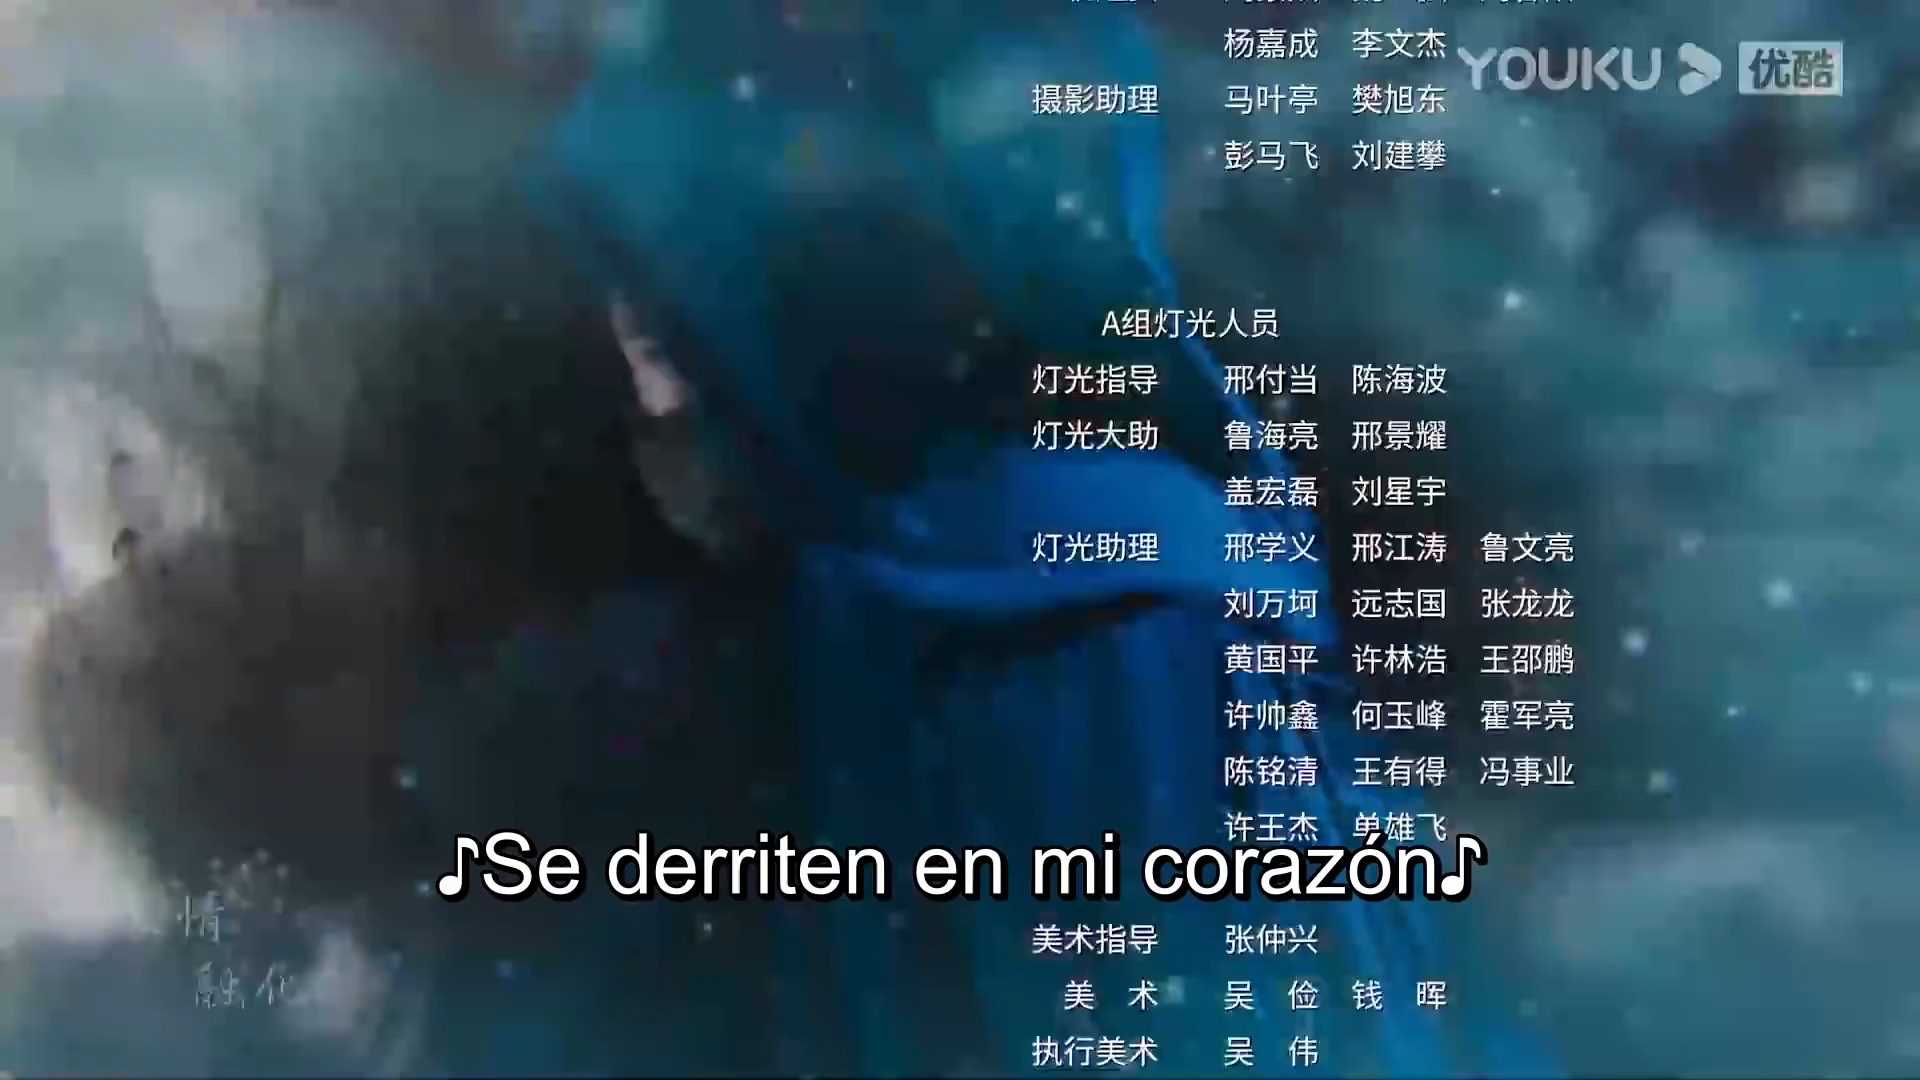 杨嘉成 李文杰
YOUKU 优酷
摄影助理 马叶亭 樊旭东
彭马飞 刘建攀
A组灯光人员
灯光指导 邢付当 陈海波
灯光大助 鲁海亮 邢景耀
盖宏磊 刘星宇
灯光助理 邢学义 邢江涛 鲁文亮
刘万坷 远志国 张龙龙
黄国平 许林浩 王邵鹏
许帅鑫 何玉峰 霍军亮
陈铭清 王有得 冯事业
许王杰 单雄飞
♪Se derriten en mi corazón♪
情
融化
美术指导 张仲兴
美 术 吴 俭 钱 晖
执行美术 吴 伟